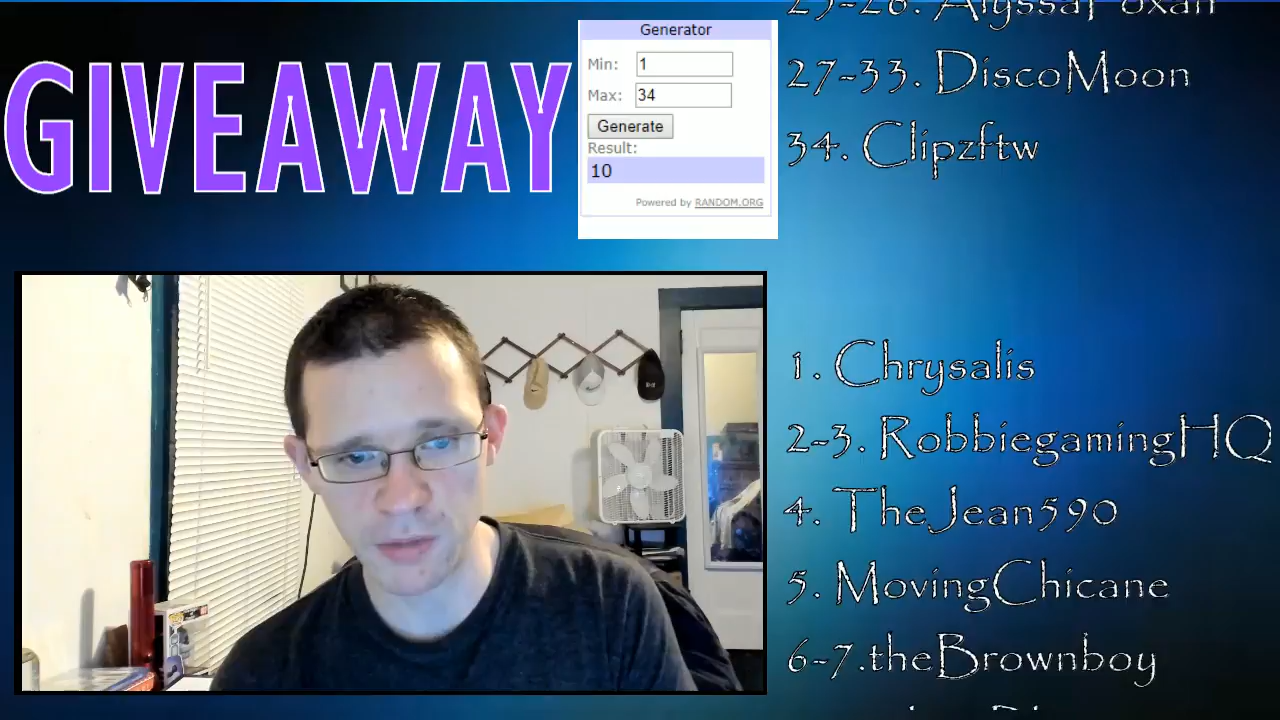 GIVEAWAY
Generator
Min: 1
Max: 34
Generate
Result:
10
Powered by RANDOM.ORG
27-33. DiscoMoon
34. Clipzftw
1. Chrysalis
2-3. RobbiegamingHQ
4. TheJean590
5. MovingChicane
6-7.theBrownboy